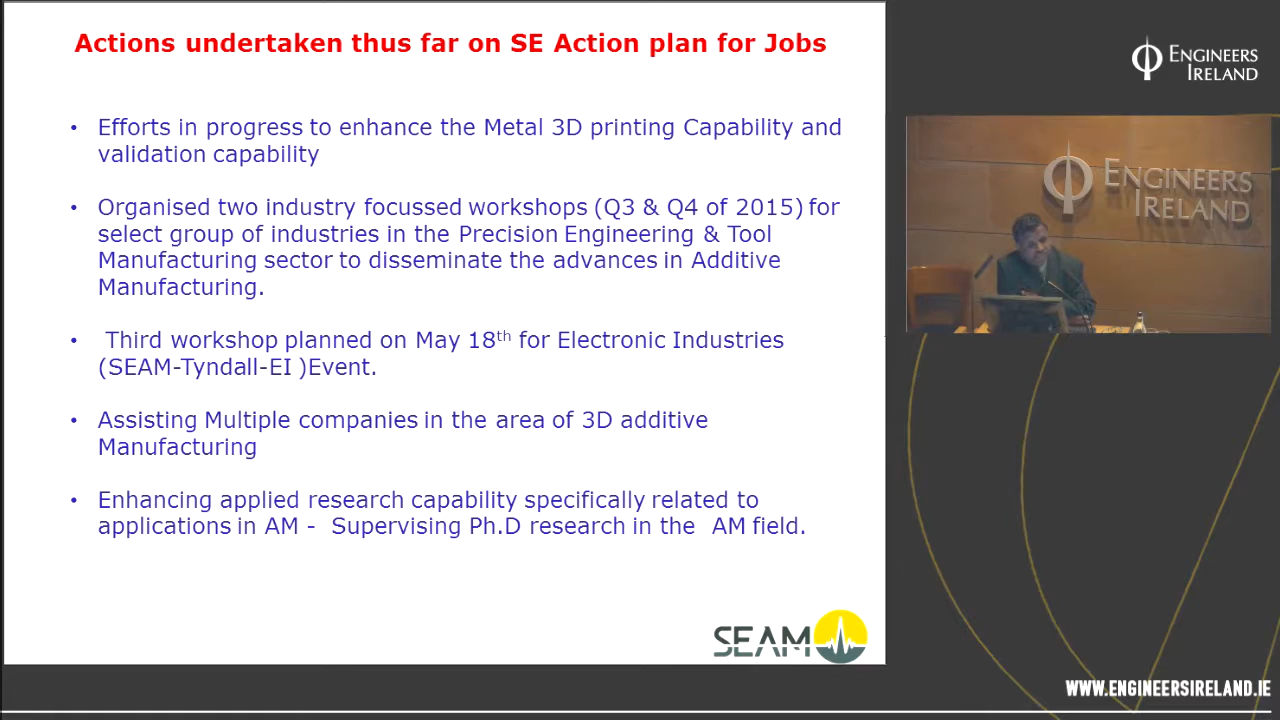 Actions undertaken thus far on SE Action plan for Jobs
• Efforts in progress to enhance the Metal 3D printing Capability and
validation capability
• Organised two industry focussed workshops (Q3 & Q4 of 2015) for
select group of industries in the Precision Engineering & Tool
Manufacturing sector to disseminate the advances in Additive
Manufacturing.
• Third workshop planned on May 18th for Electronic Industries
(SEAM-Tyndall-EI )Event.
• Assisting Multiple companies in the area of 3D additive
Manufacturing
• Enhancing applied research capability specifically related to
applications in AM - Supervising Ph.D research in the AM field.
SEAM
ENGINEERS
IRELAND
ENGINEERS
IRELAND
WWW.ENGINEERSIRELAND.IE